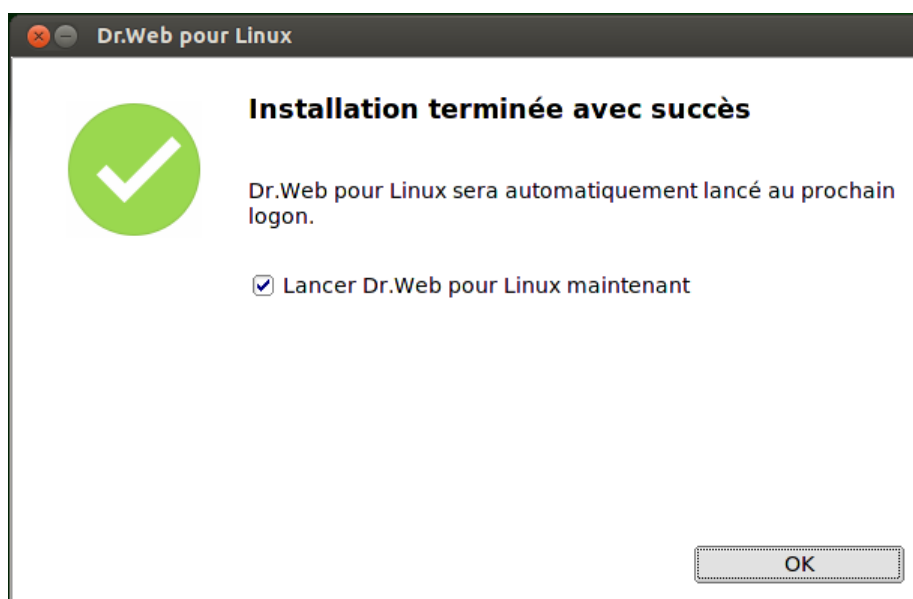 Dr.Web pour Linux
Installation terminée avec succès
Dr.Web pour Linux sera automatiquement lancé au prochain
logon.
Lancer Dr.Web pour Linux maintenant
OK